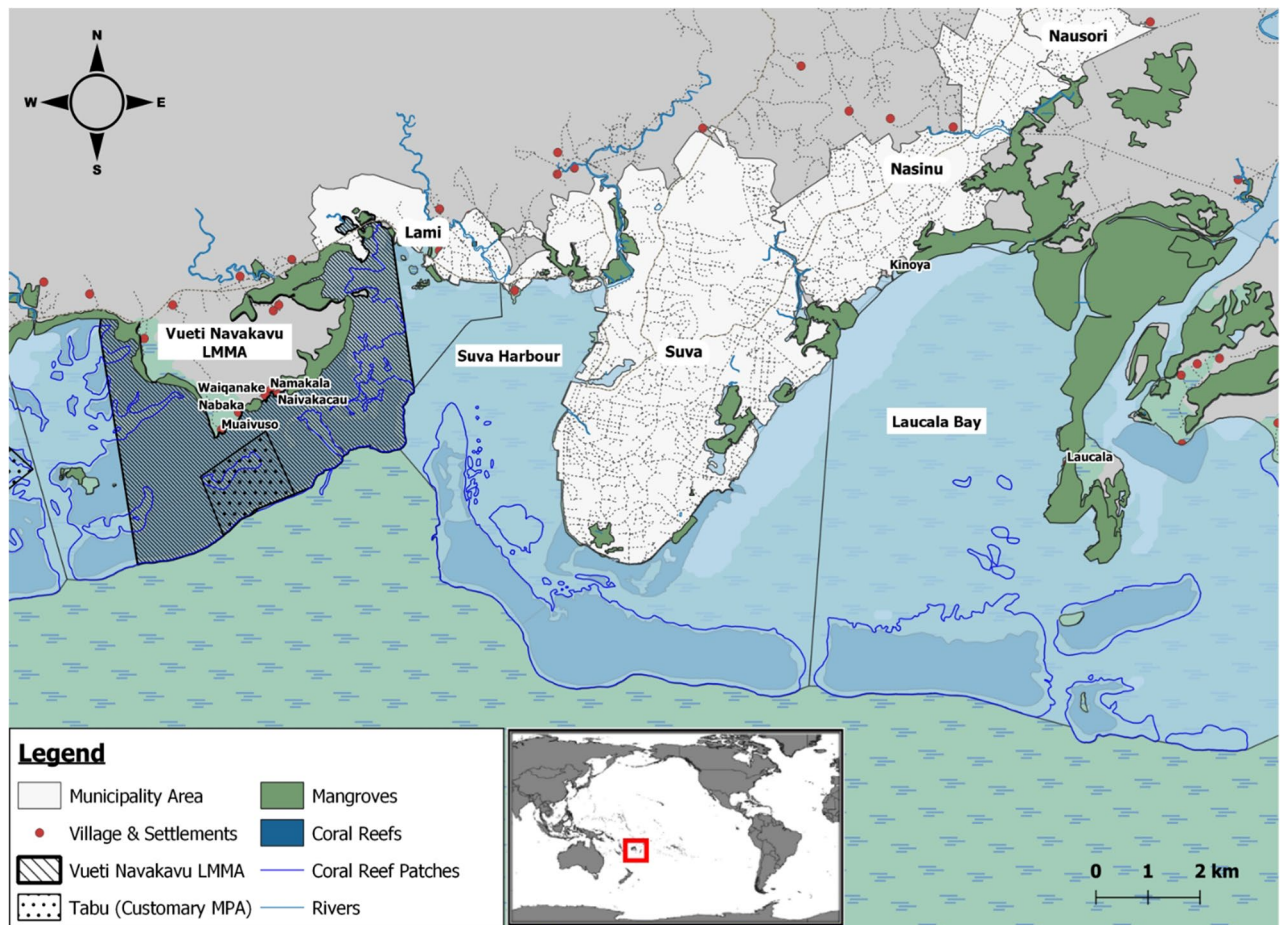 N
W
E
S
Nausori
Nasinu
Lami
Kinoya
Vueti Navakavu
LMMA
Suva Harbour
Suva
Waiqanake
Namakala
Nabaka
Naivakacau
Muaivuso
Laucala Bay
Laucala
Legend
Municipality Area
Mangroves
Village & Settlements
Coral Reefs
Vueti Navakavu LMMA
Coral Reef Patches
Tabu (Customary MPA)
Rivers
0 1 2 km